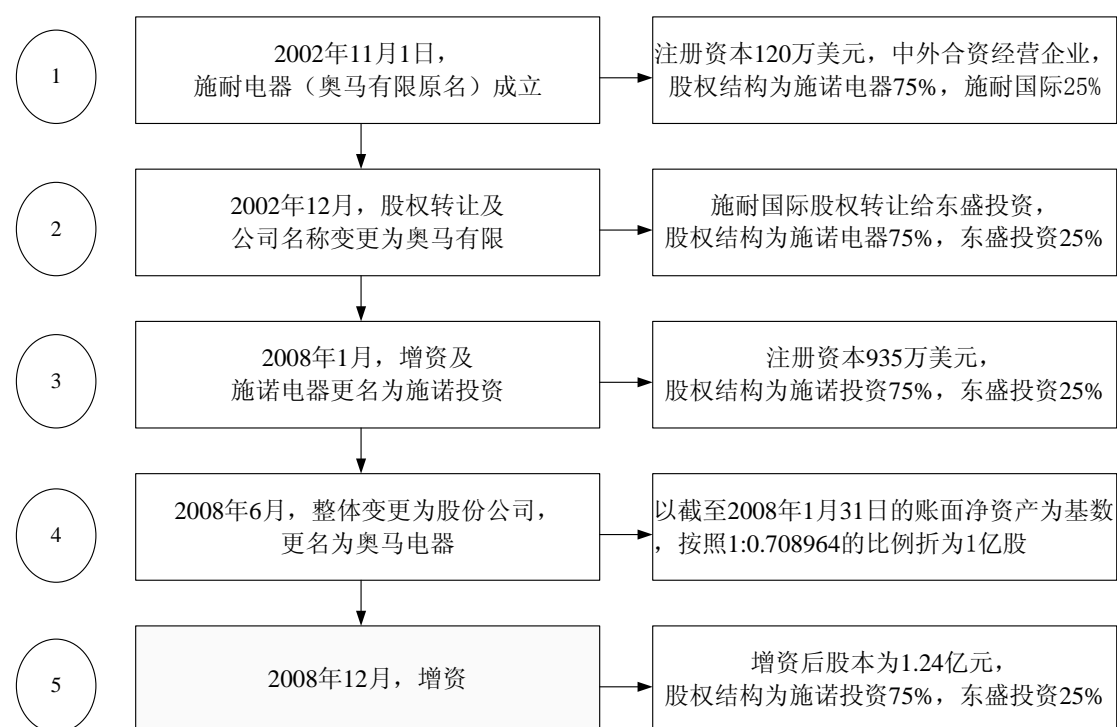 1
2002年11月1日，
施耐电器（奥马有限原名）成立
注册资本120万美元，中外合资经营企业，
股权结构为施诺电器75%，施耐国际25%
2
2002年12月，股权转让及
公司名称变更为奥马有限
施耐国际股权转让给东盛投资，
股权结构为施诺电器75%，东盛投资25%
3
2008年1月，增资及
施诺电器更名为施诺投资
注册资本935万美元，
股权结构为施诺投资75%，东盛投资25%
4
2008年6月，整体变更为股份公司，
更名为奥马电器
以截至2008年1月31日的账面净资产为基数
，按照1:0.708964的比例折为1亿股
5
2008年12月，增资
增资后股本为1.24亿元，
股权结构为施诺投资75%，东盛投资25%